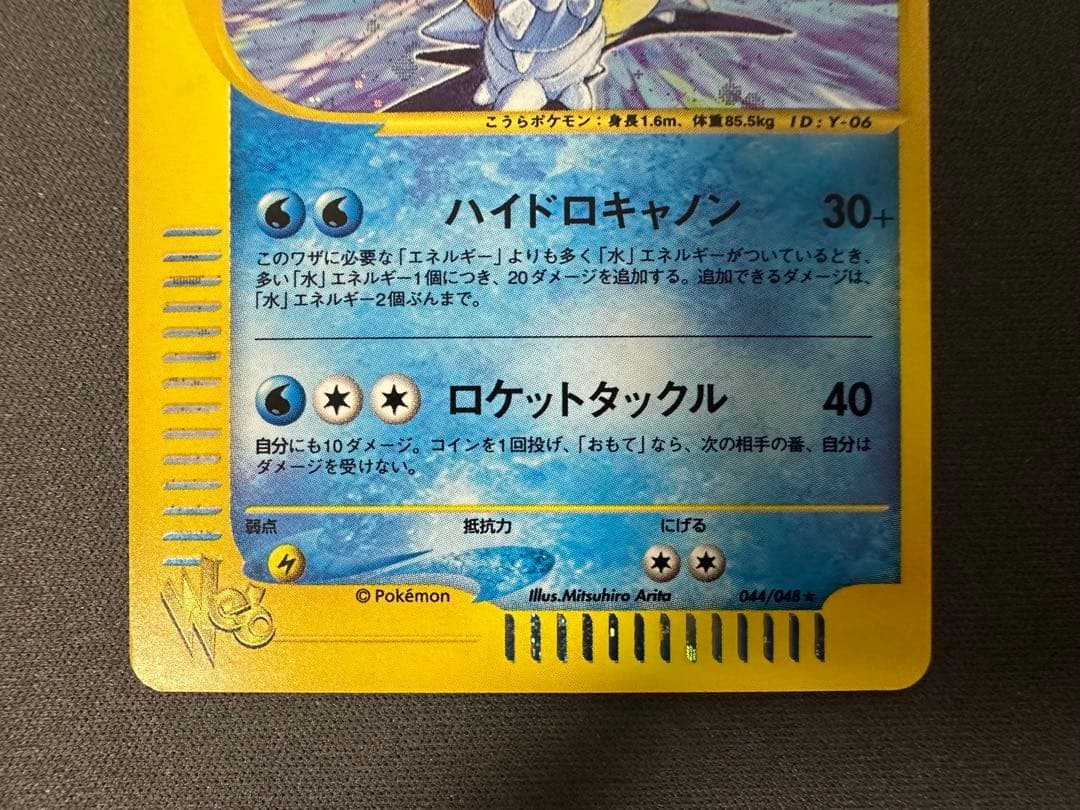 こうらポケモン：身長1.6m、体重85.5kg ID：Y-06
ハイドロキャノン 30+
このワザに必要な「エネルギー」よりも多く「水」エネルギーがついているとき、
多い「水」エネルギー1個につき、20ダメージを追加する。追加できるダメージは、
「水」エネルギー2個ぶんまで。
ロケットタックル 40
自分にも10ダメージ。コインを1回投げ、「おもて」なら、次の相手の番、自分は
ダメージを受けない。
弱点 抵抗力 にげる
Web
© Pokémon Illus.Mitsuhiro Arita 044/048★